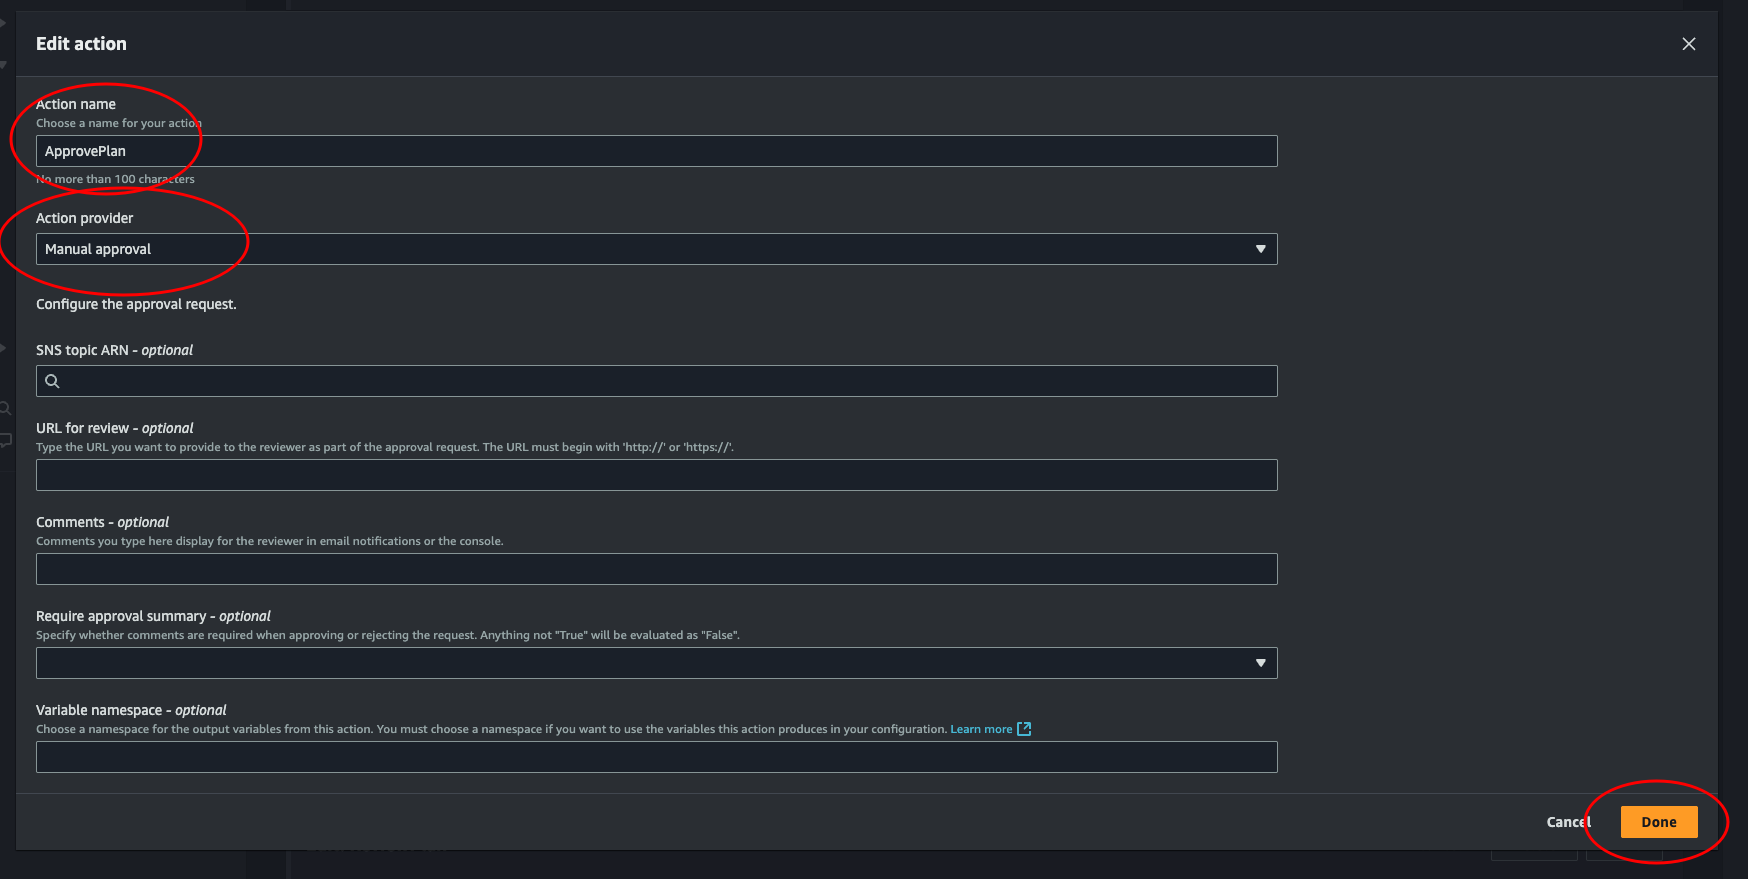 Edit action
Action name
Choose a name for your action
ApprovePlan
No more than 100 characters
Action provider
Manual approval
Configure the approval request.
SNS topic ARN - optional
URL for review - optional
Type the URL you want to provide to the reviewer as part of the approval request. The URL must begin with 'http://' or 'https://'.
Comments - optional
Comments you type here display for the reviewer in email notifications or the console.
Require approval summary - optional
Specify whether comments are required when approving or rejecting the request. Anything not "True" will be evaluated as "False".
Variable namespace - optional
Choose a namespace for the output variables from this action. You must choose a namespace if you want to use the variables this action produces in your configuration. Learn more
Cancel
Done